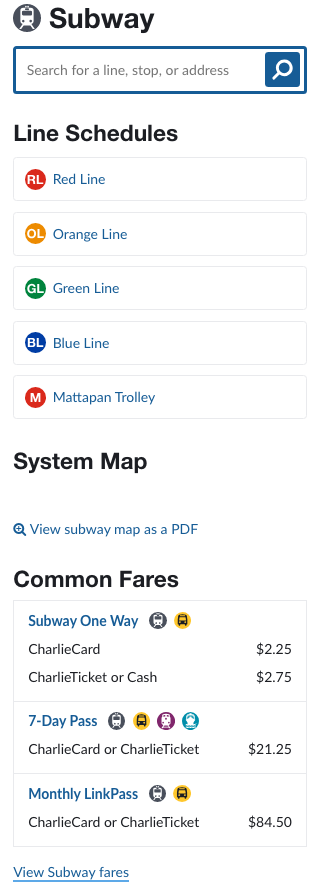 Subway
Search for a line, stop, or address
Line Schedules
RL Red Line
OL Orange Line
GL Green Line
BL Blue Line
M Mattapan Trolley
System Map
View subway map as a PDF
Common Fares
Subway One Way
CharlieCard $2.25
CharlieTicket or Cash $2.75
7-Day Pass
CharlieCard or CharlieTicket $21.25
Monthly LinkPass
CharlieCard or CharlieTicket $84.50
View Subway fares